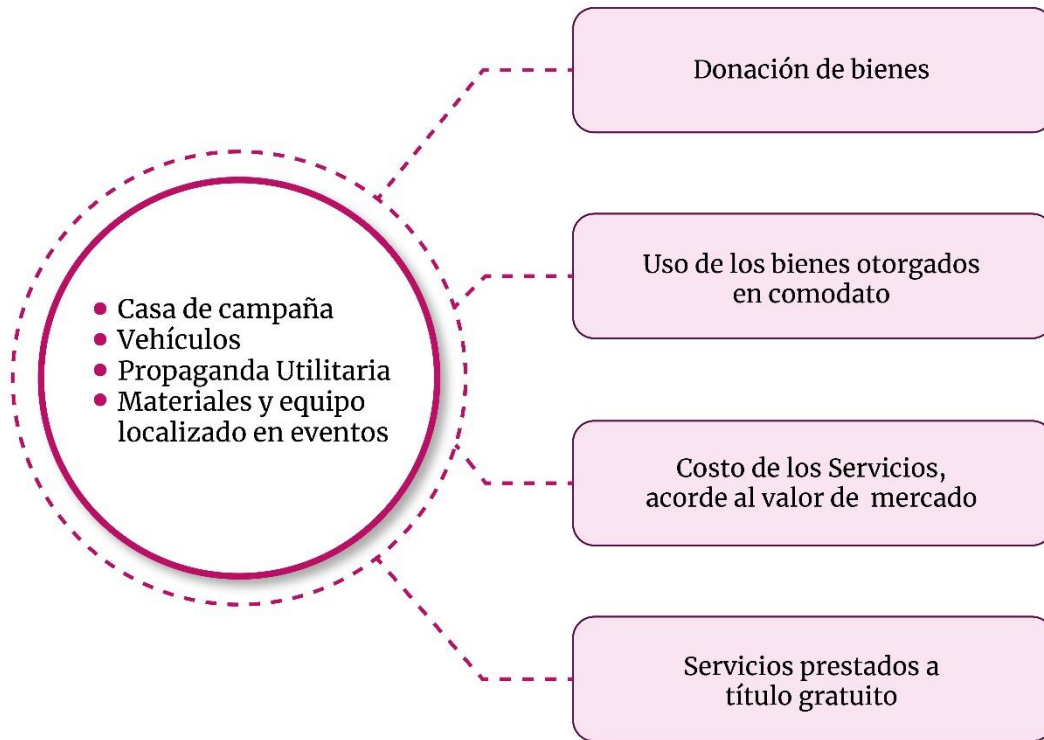 Donación de bienes
Uso de los bienes otorgados
en comodato
Casa de campaña
Vehículos
Propaganda Utilitaria
Materiales y equipo
localizado en eventos
Costo de los Servicios,
acorde al valor de mercado
Servicios prestados a
título gratuito